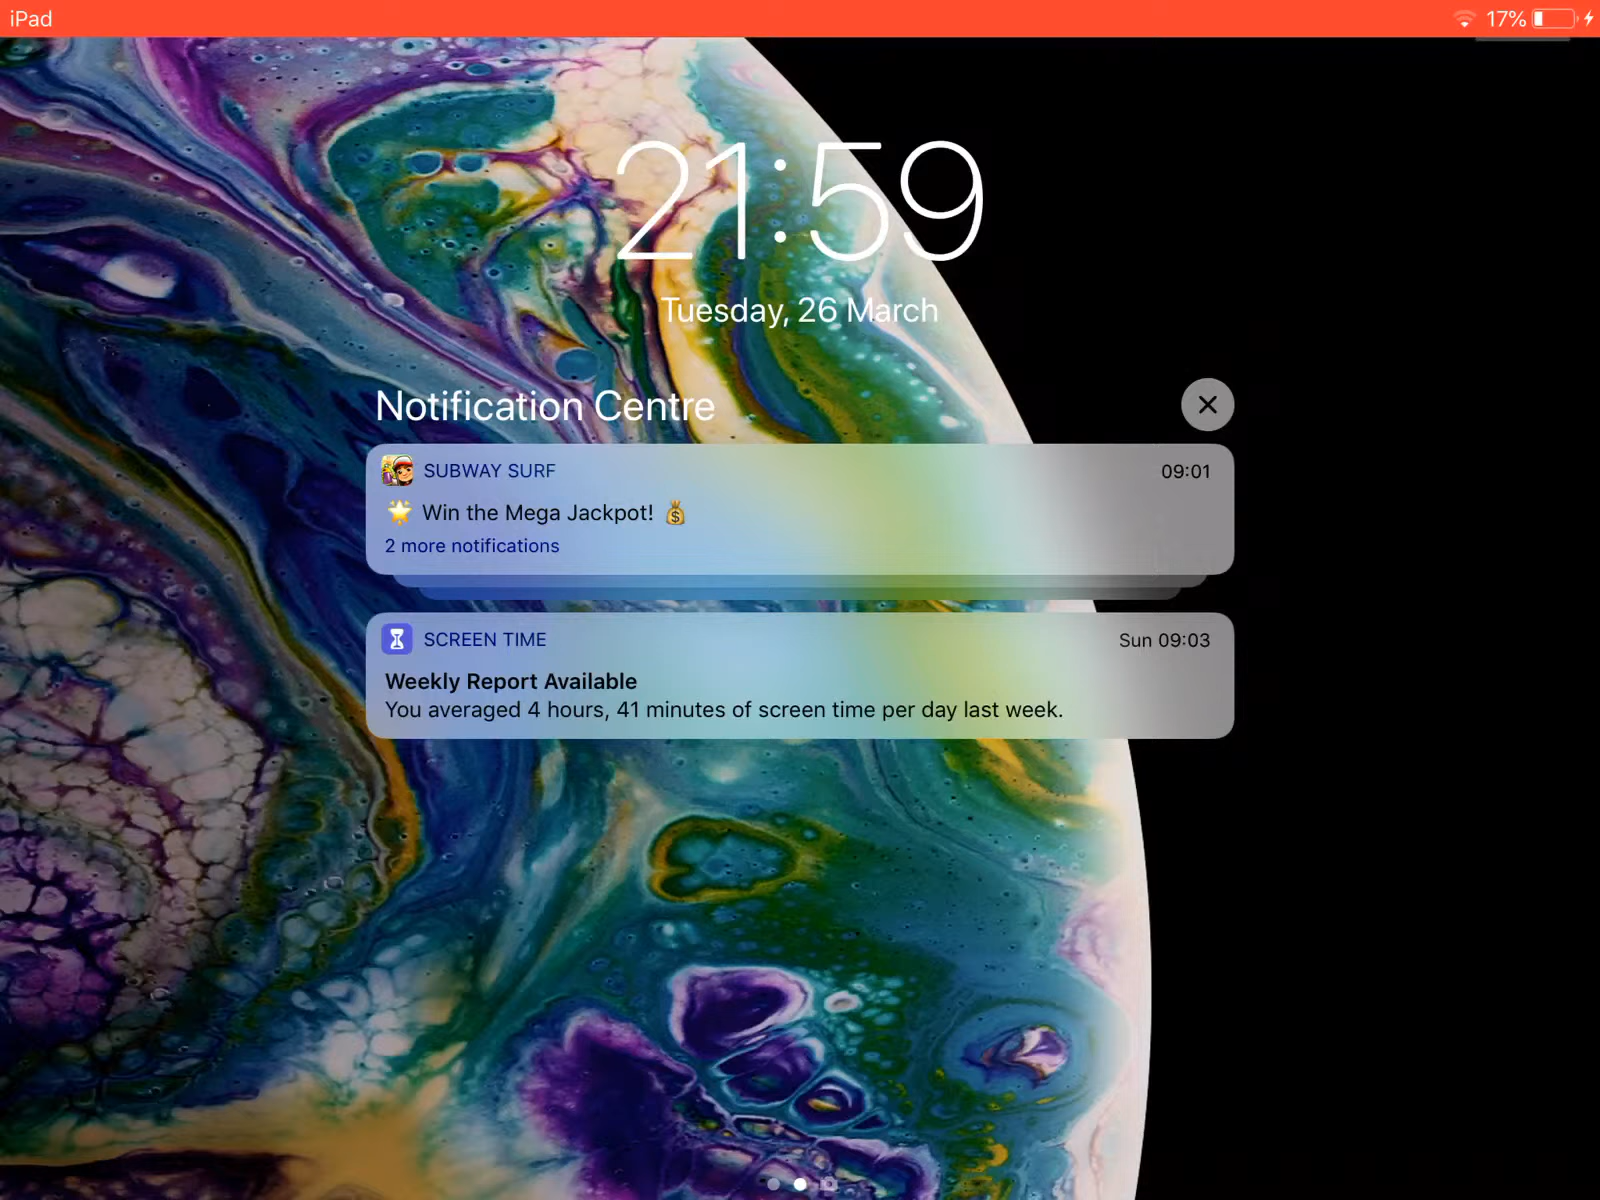 iPad
17%
21:59
Tuesday, 26 March
Notification Centre
SUBWAY SURF
09:01
🌟 Win the Mega Jackpot! 💰
2 more notifications
SCREEN TIME
Sun 09:03
Weekly Report Available
You averaged 4 hours, 41 minutes of screen time per day last week.